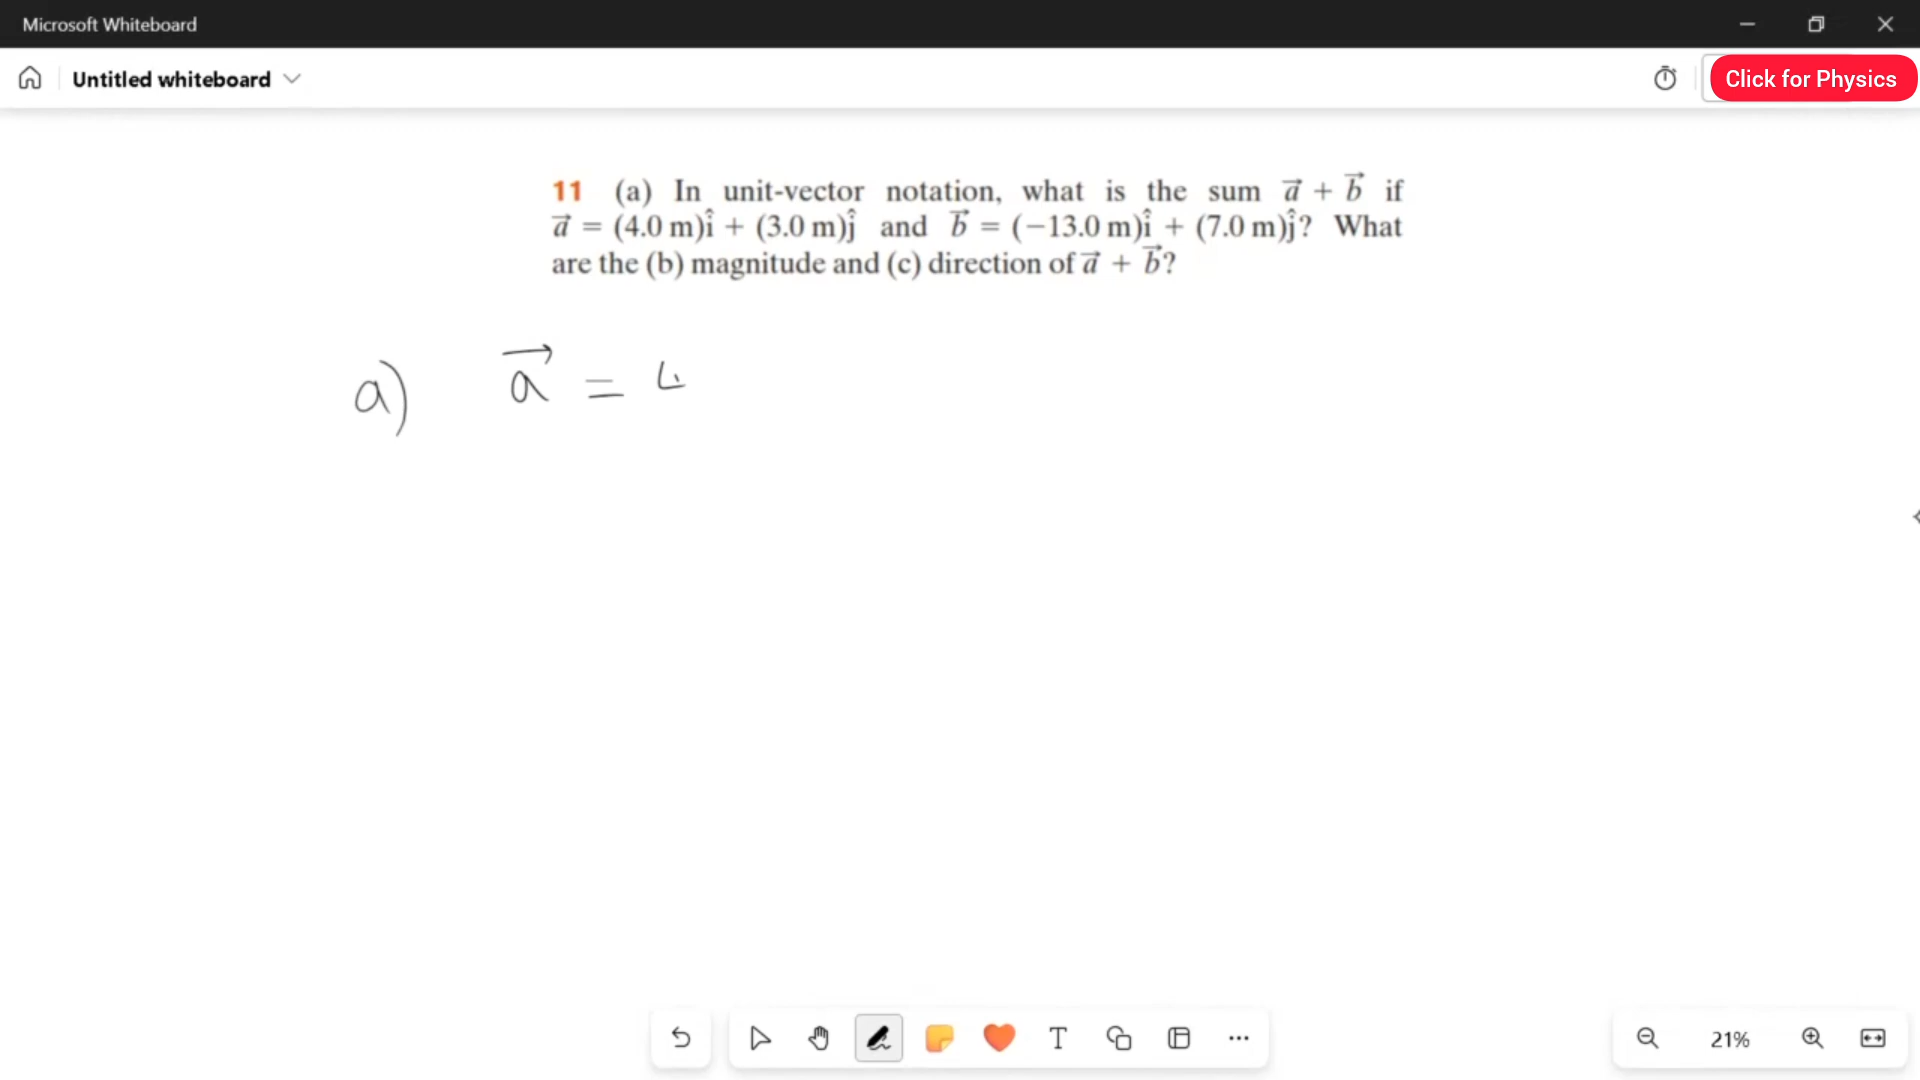 Microsoft Whiteboard
Untitled whiteboard
Click for Physics
11 (a) In unit-vector notation, what is the sum a⃗ + b⃗ if
a⃗ = (4.0 m)î + (3.0 m)ĵ and b⃗ = (−13.0 m)î + (7.0 m)ĵ? What
are the (b) magnitude and (c) direction of a⃗ + b⃗?
a) a⃗ = 4
T
21%